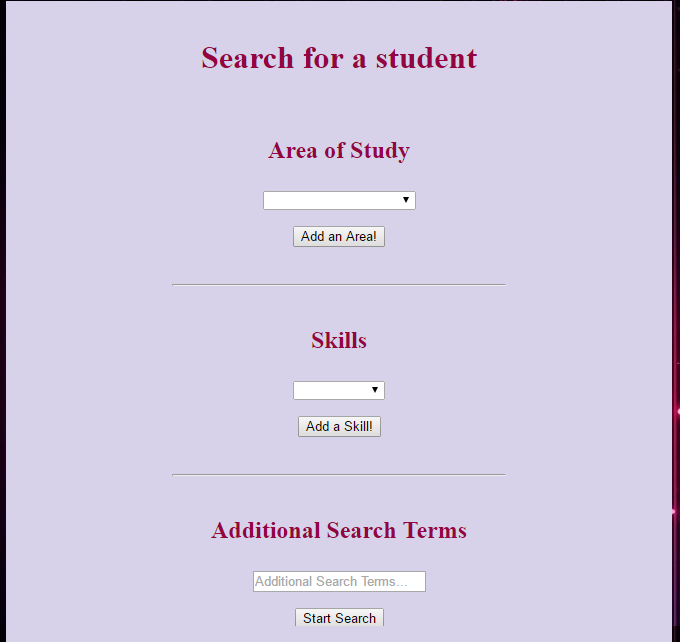 Search for a student
Area of Study
Add an Area!
Skills
Add a Skill!
Additional Search Terms
Additional Search Terms...
Start Search